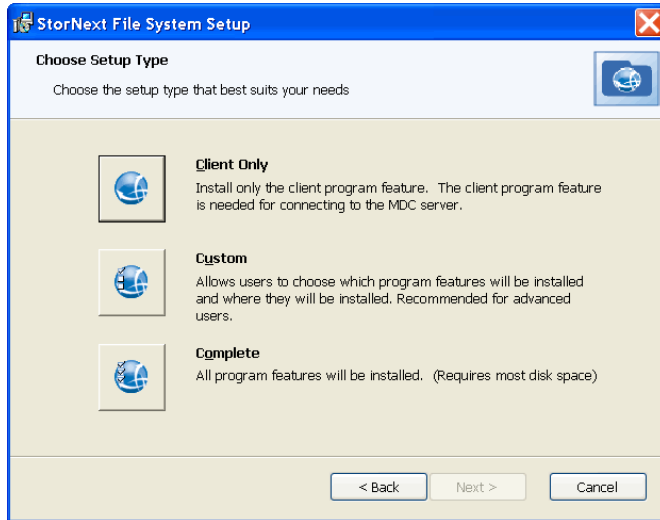 StorNext File System Setup
Choose Setup Type
Choose the setup type that best suits your needs
Client Only
Install only the client program feature. The client program feature
is needed for connecting to the MDC server.
Custom
Allows users to choose which program features will be installed
and where they will be installed. Recommended for advanced
users.
Complete
All program features will be installed. (Requires most disk space)
< Back
Next >
Cancel